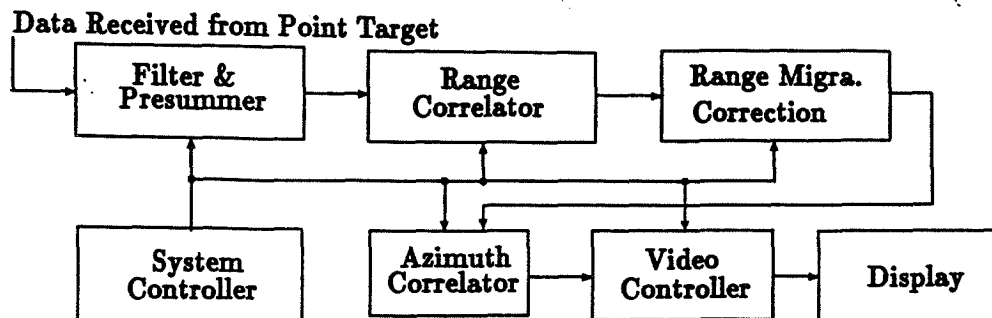 Data Received from Point Target
Filter &
Presummer
Range
Correlator
Range Migra.
Correction
System
Controller
Azimuth
Correlator
Video
Controller
Display